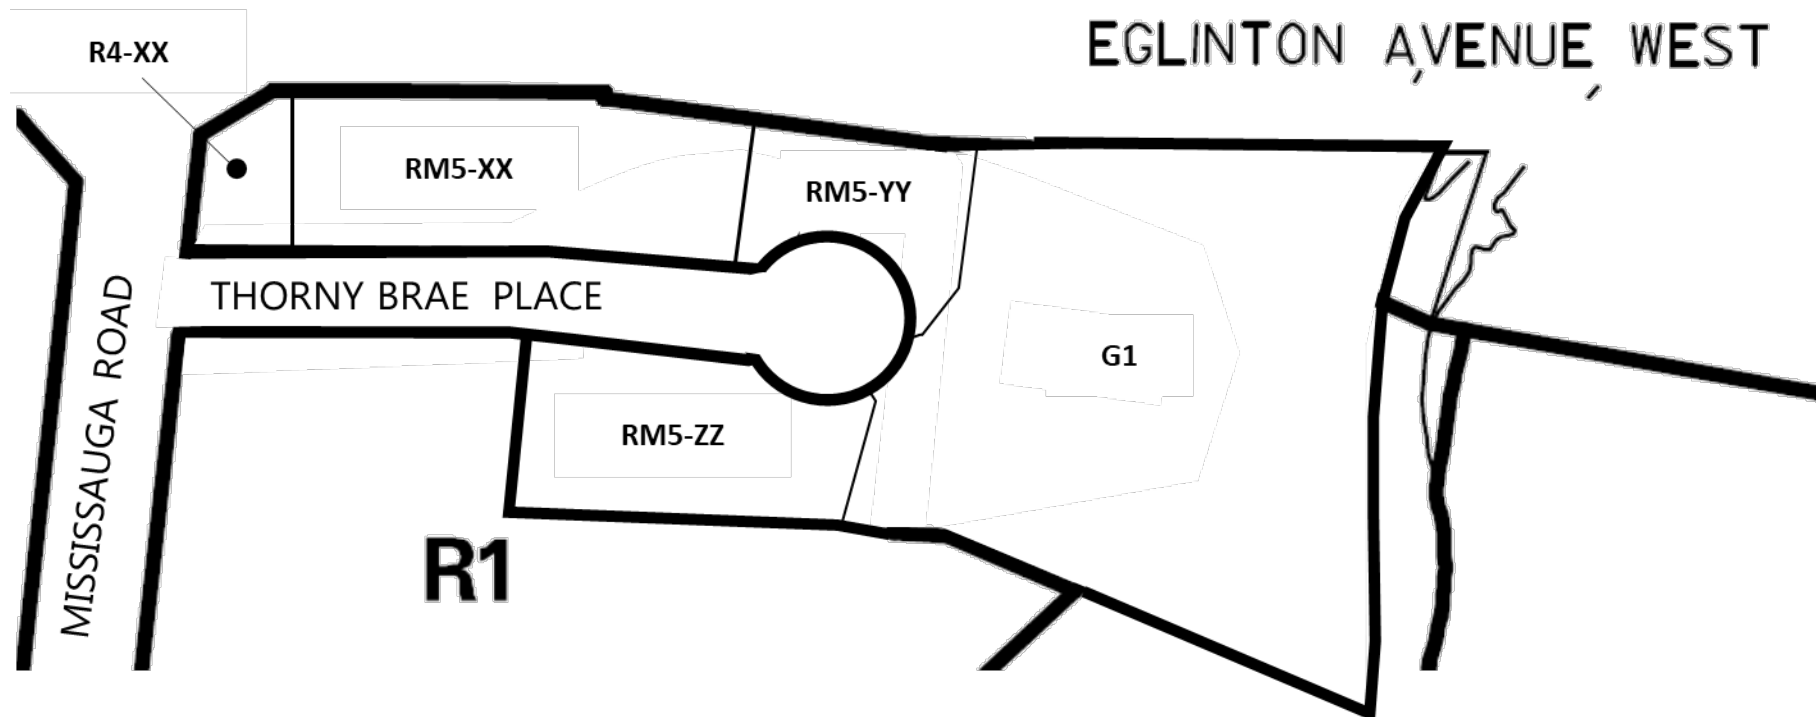 EGLINTON AVENUE WEST
R4-XX
RM5-XX
RM5-YY
THORNY BRAE PLACE
MISSISSAUGA ROAD
G1
RM5-ZZ
R1